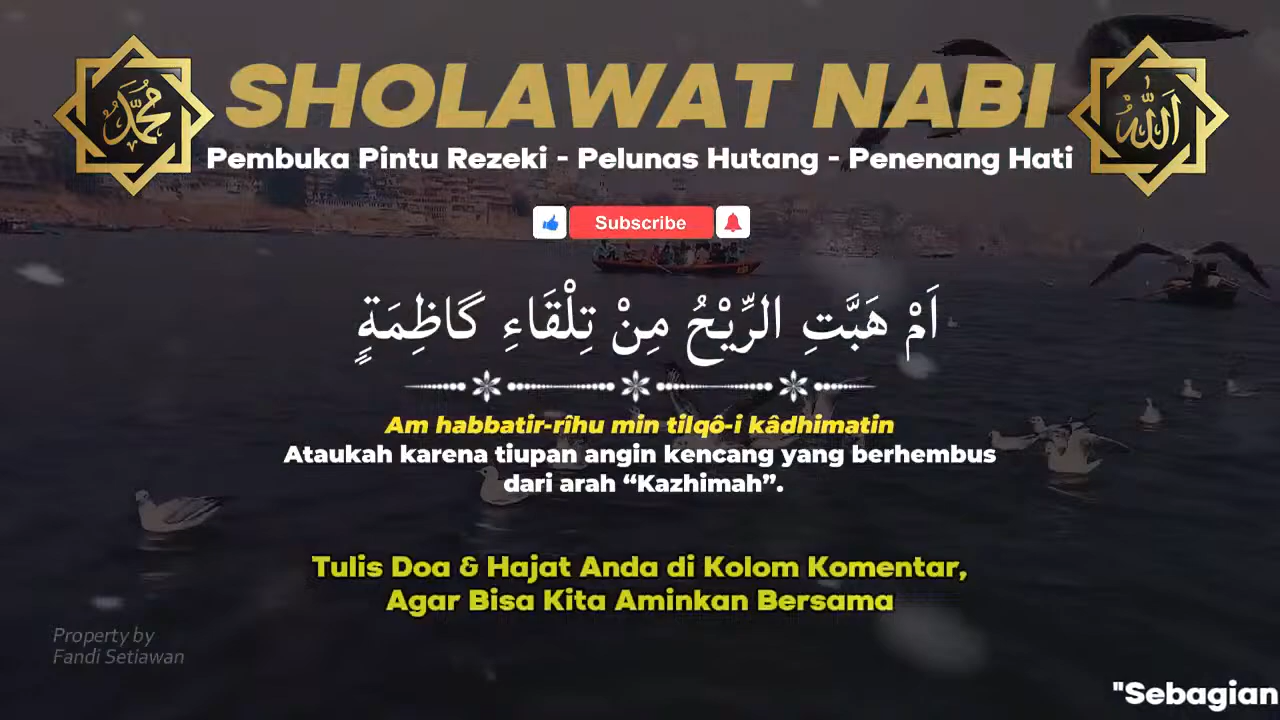 محمد
الله
SHOLAWAT NABI
Pembuka Pintu Rezeki - Pelunas Hutang - Penenang Hati
Subscribe
اَمْ هَبَّتِ الرِّيْحُ مِنْ تِلْقَاءِ كَاظِمَةٍ
Am habbatir-rîhu min tilqô-i kâdhimatin
Ataukah karena tiupan angin kencang yang berhembus
dari arah “Kazhimah”.
Tulis Doa & Hajat Anda di Kolom Komentar,
Agar Bisa Kita Aminkan Bersama
Property by
Fandi Setiawan
"Sebagian